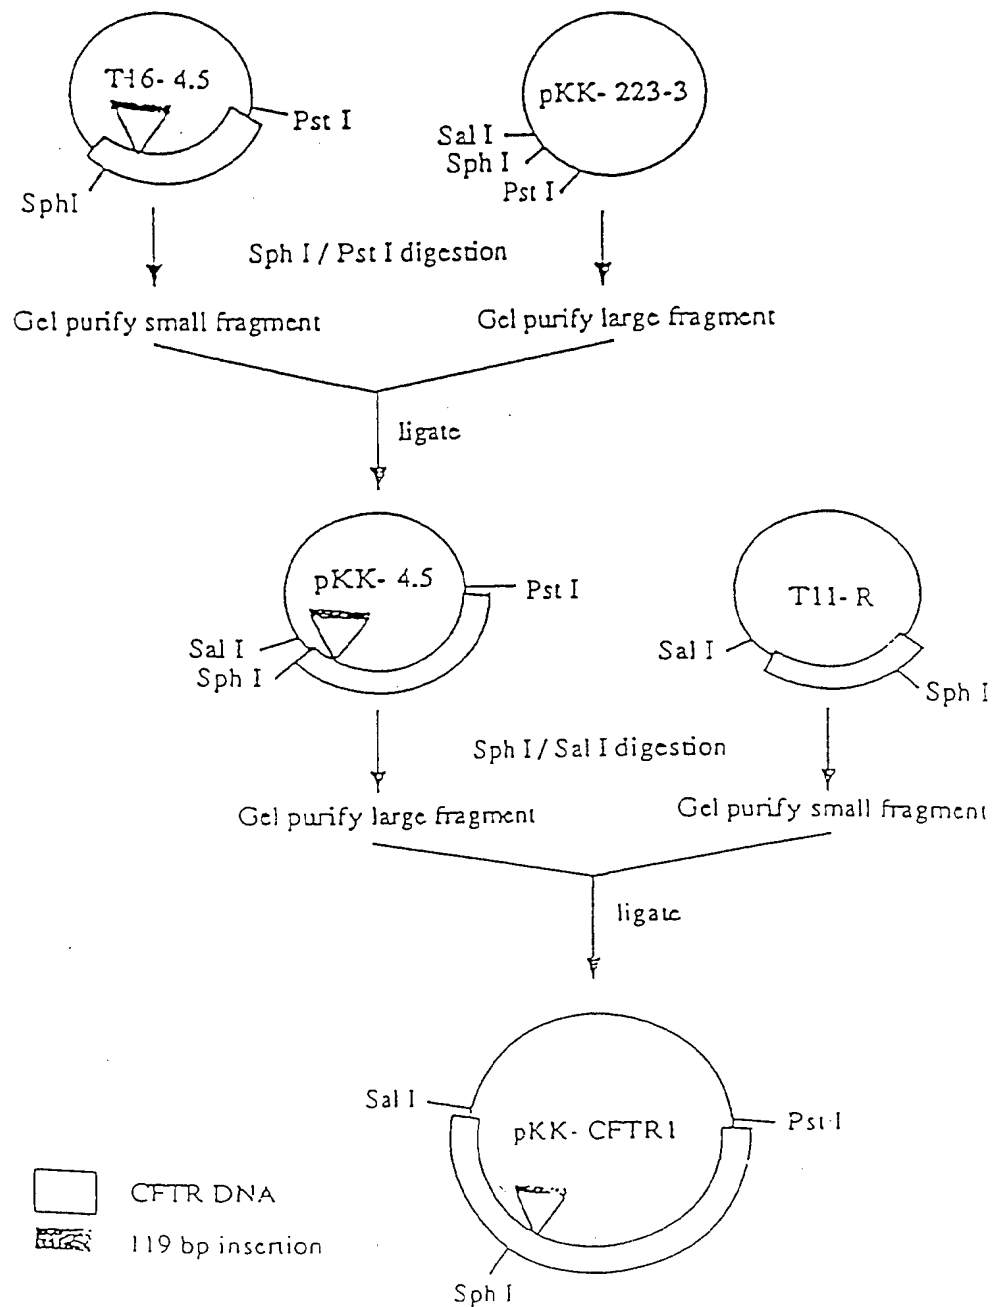 T16- 4.5
Pst I
SphI
pKK- 223-3
Sal I
Sph I
Pst I
Sph I / Pst I digestion
Gel purify small fragment
Gel purify large fragment
ligate
pKK- 4.5
Pst I
Sal I
Sph I
T11- R
Sal I
Sph I
Sph I / Sal I digestion
Gel purify large fragment
Gel purify small fragment
ligate
Sal I
pKK- CFTR1
Pst I
Sph I
CFTR DNA
119 bp insertion